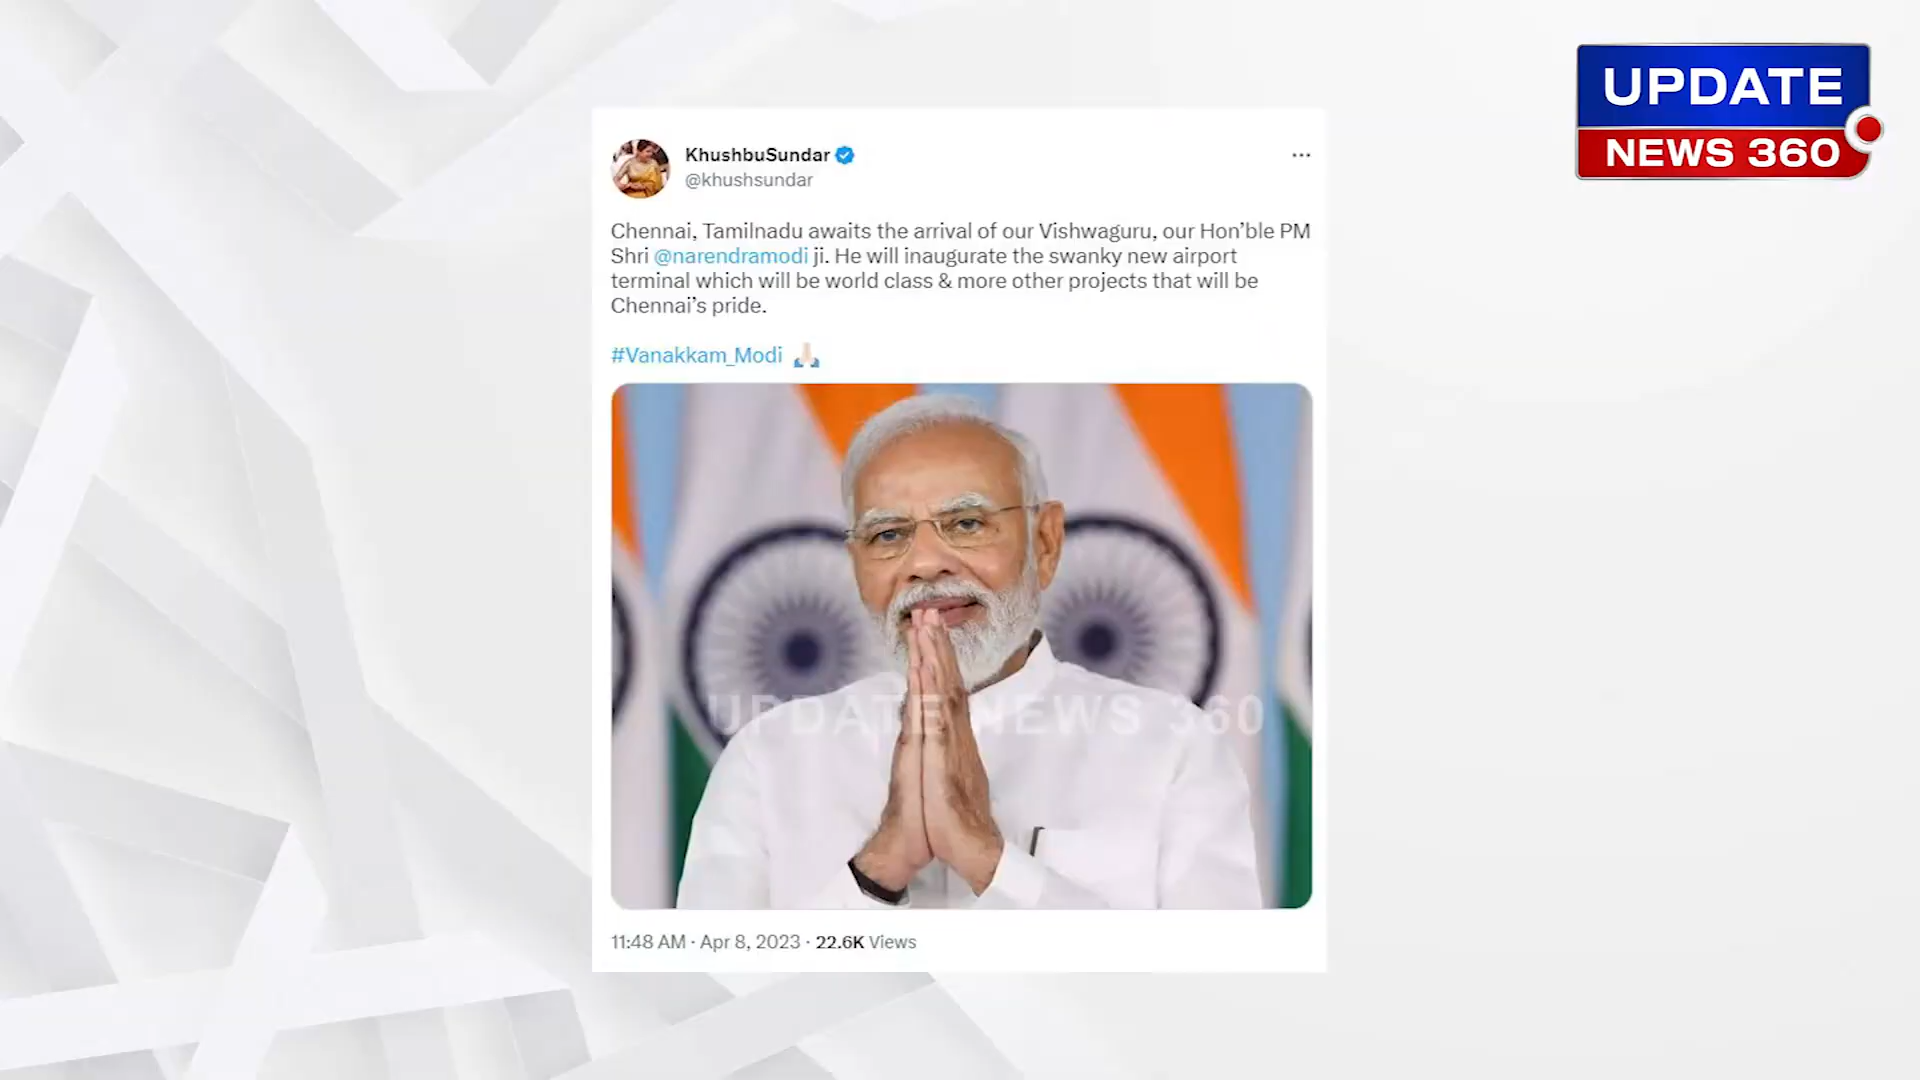 UPDATE
NEWS 360
KhushbuSundar
@khushsundar
Chennai, Tamilnadu awaits the arrival of our Vishwaguru, our Hon’ble PM
Shri @narendramodi ji. He will inaugurate the swanky new airport
terminal which will be world class & more other projects that will be
Chennai’s pride.
#Vanakkam_Modi 🙏🏻
UPDATE NEWS 360
11:48 AM · Apr 8, 2023 · 22.6K Views